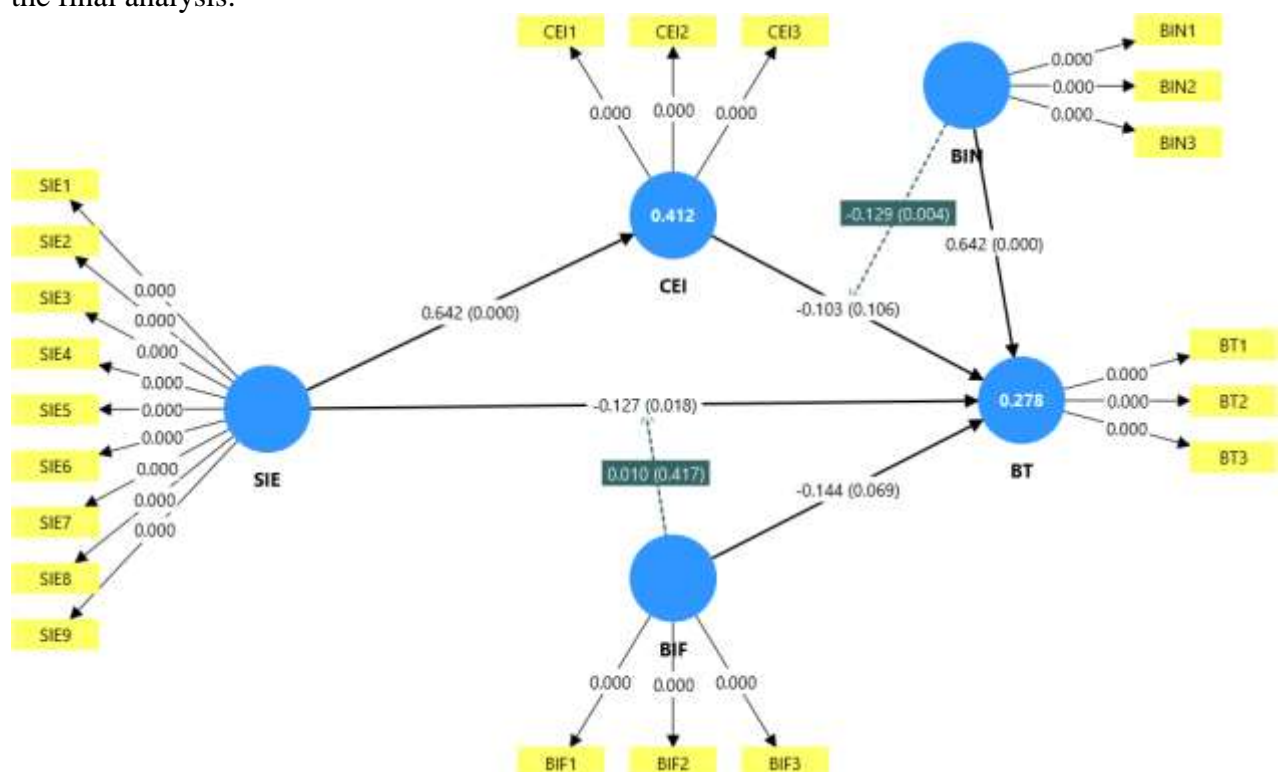 the final analysis.
CEI1 CEI2 CEI3
BIN1
BIN2
BIN3
0.000
0.000
0.000
0.000 0.000 0.000
BIN
SIE1
SIE2
SIE3
SIE4
SIE5
SIE6
SIE7
SIE8
SIE9
0.000
0.000
0.000
0.000
0.000
0.000
0.000
0.000
0.000
SIE
0.412
CEI
-0.129 (0.004)
0.642 (0.000)
0.642 (0.000)
-0.103 (0.106)
-0.127 (0.018)
0.010 (0.417)
-0.144 (0.069)
0.278
BT
0.000
0.000
0.000
BT1
BT2
BT3
BIF
0.000 0.000 0.000
BIF1 BIF2 BIF3